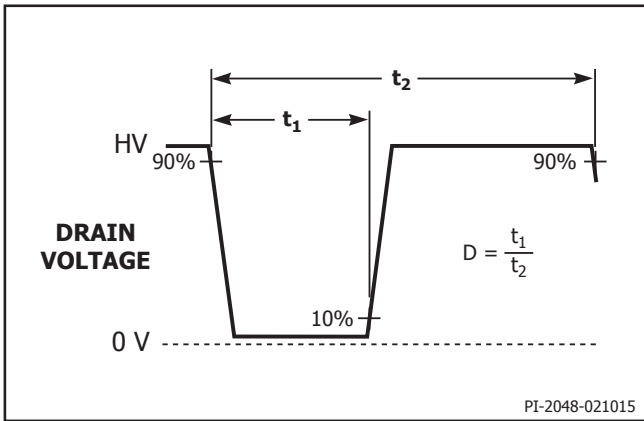 t2
t1
HV
90%
90%
DRAIN
VOLTAGE
D = t1/t2
10%
0 V
PI-2048-021015